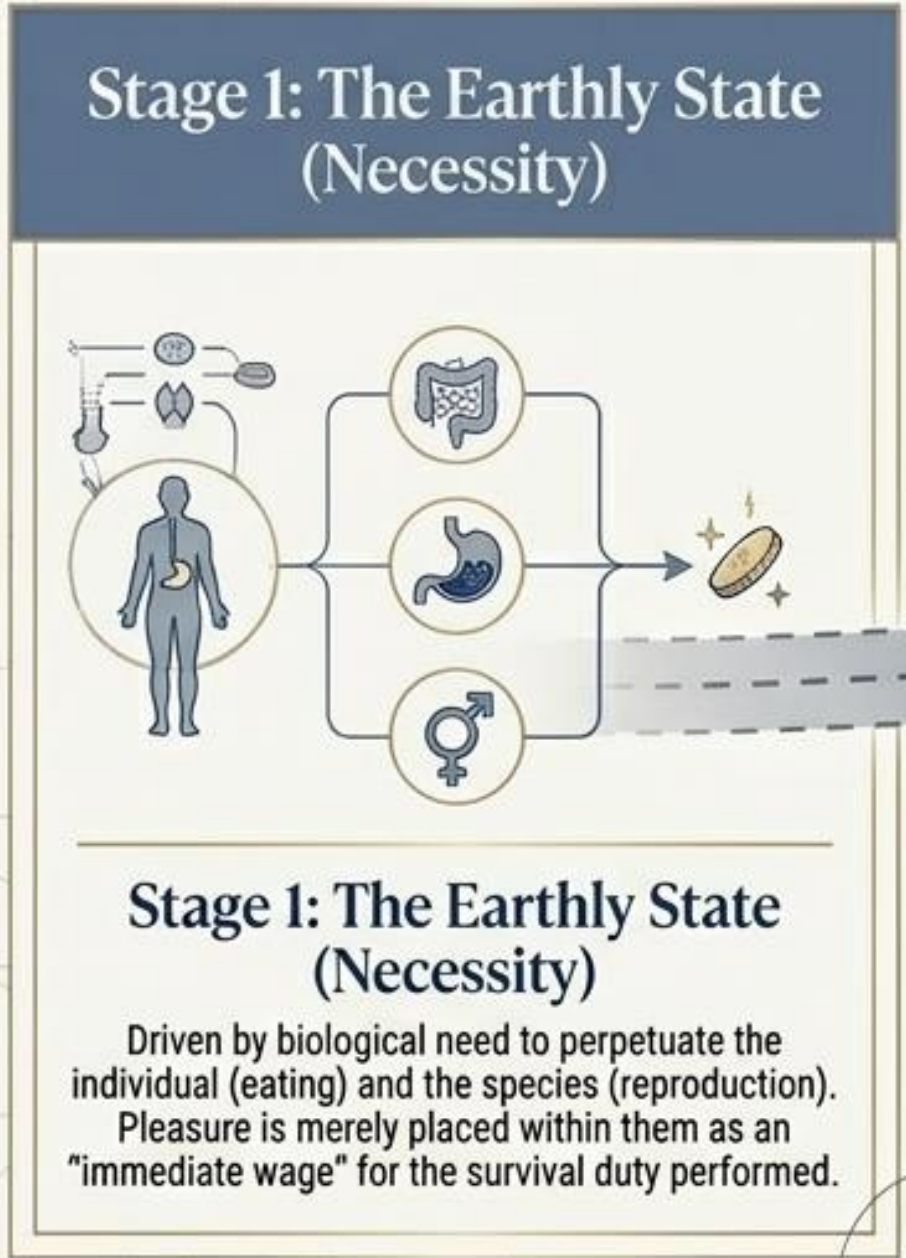 Stage 1: The Earthly State
(Necessity)
Stage 1: The Earthly State
(Necessity)
Driven by biological need to perpetuate the
individual (eating) and the species (reproduction).
Pleasure is merely placed within them as an
"immediate wage" for the survival duty performed.